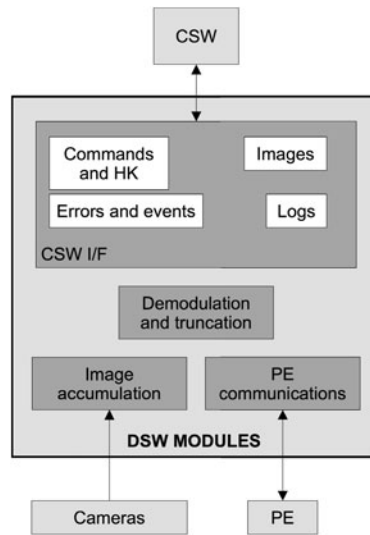 CSW
Commands
and HK
Images
Errors and events
Logs
CSW I/F
Demodulation
and truncation
Image
accumulation
PE
communications
DSW MODULES
Cameras
PE